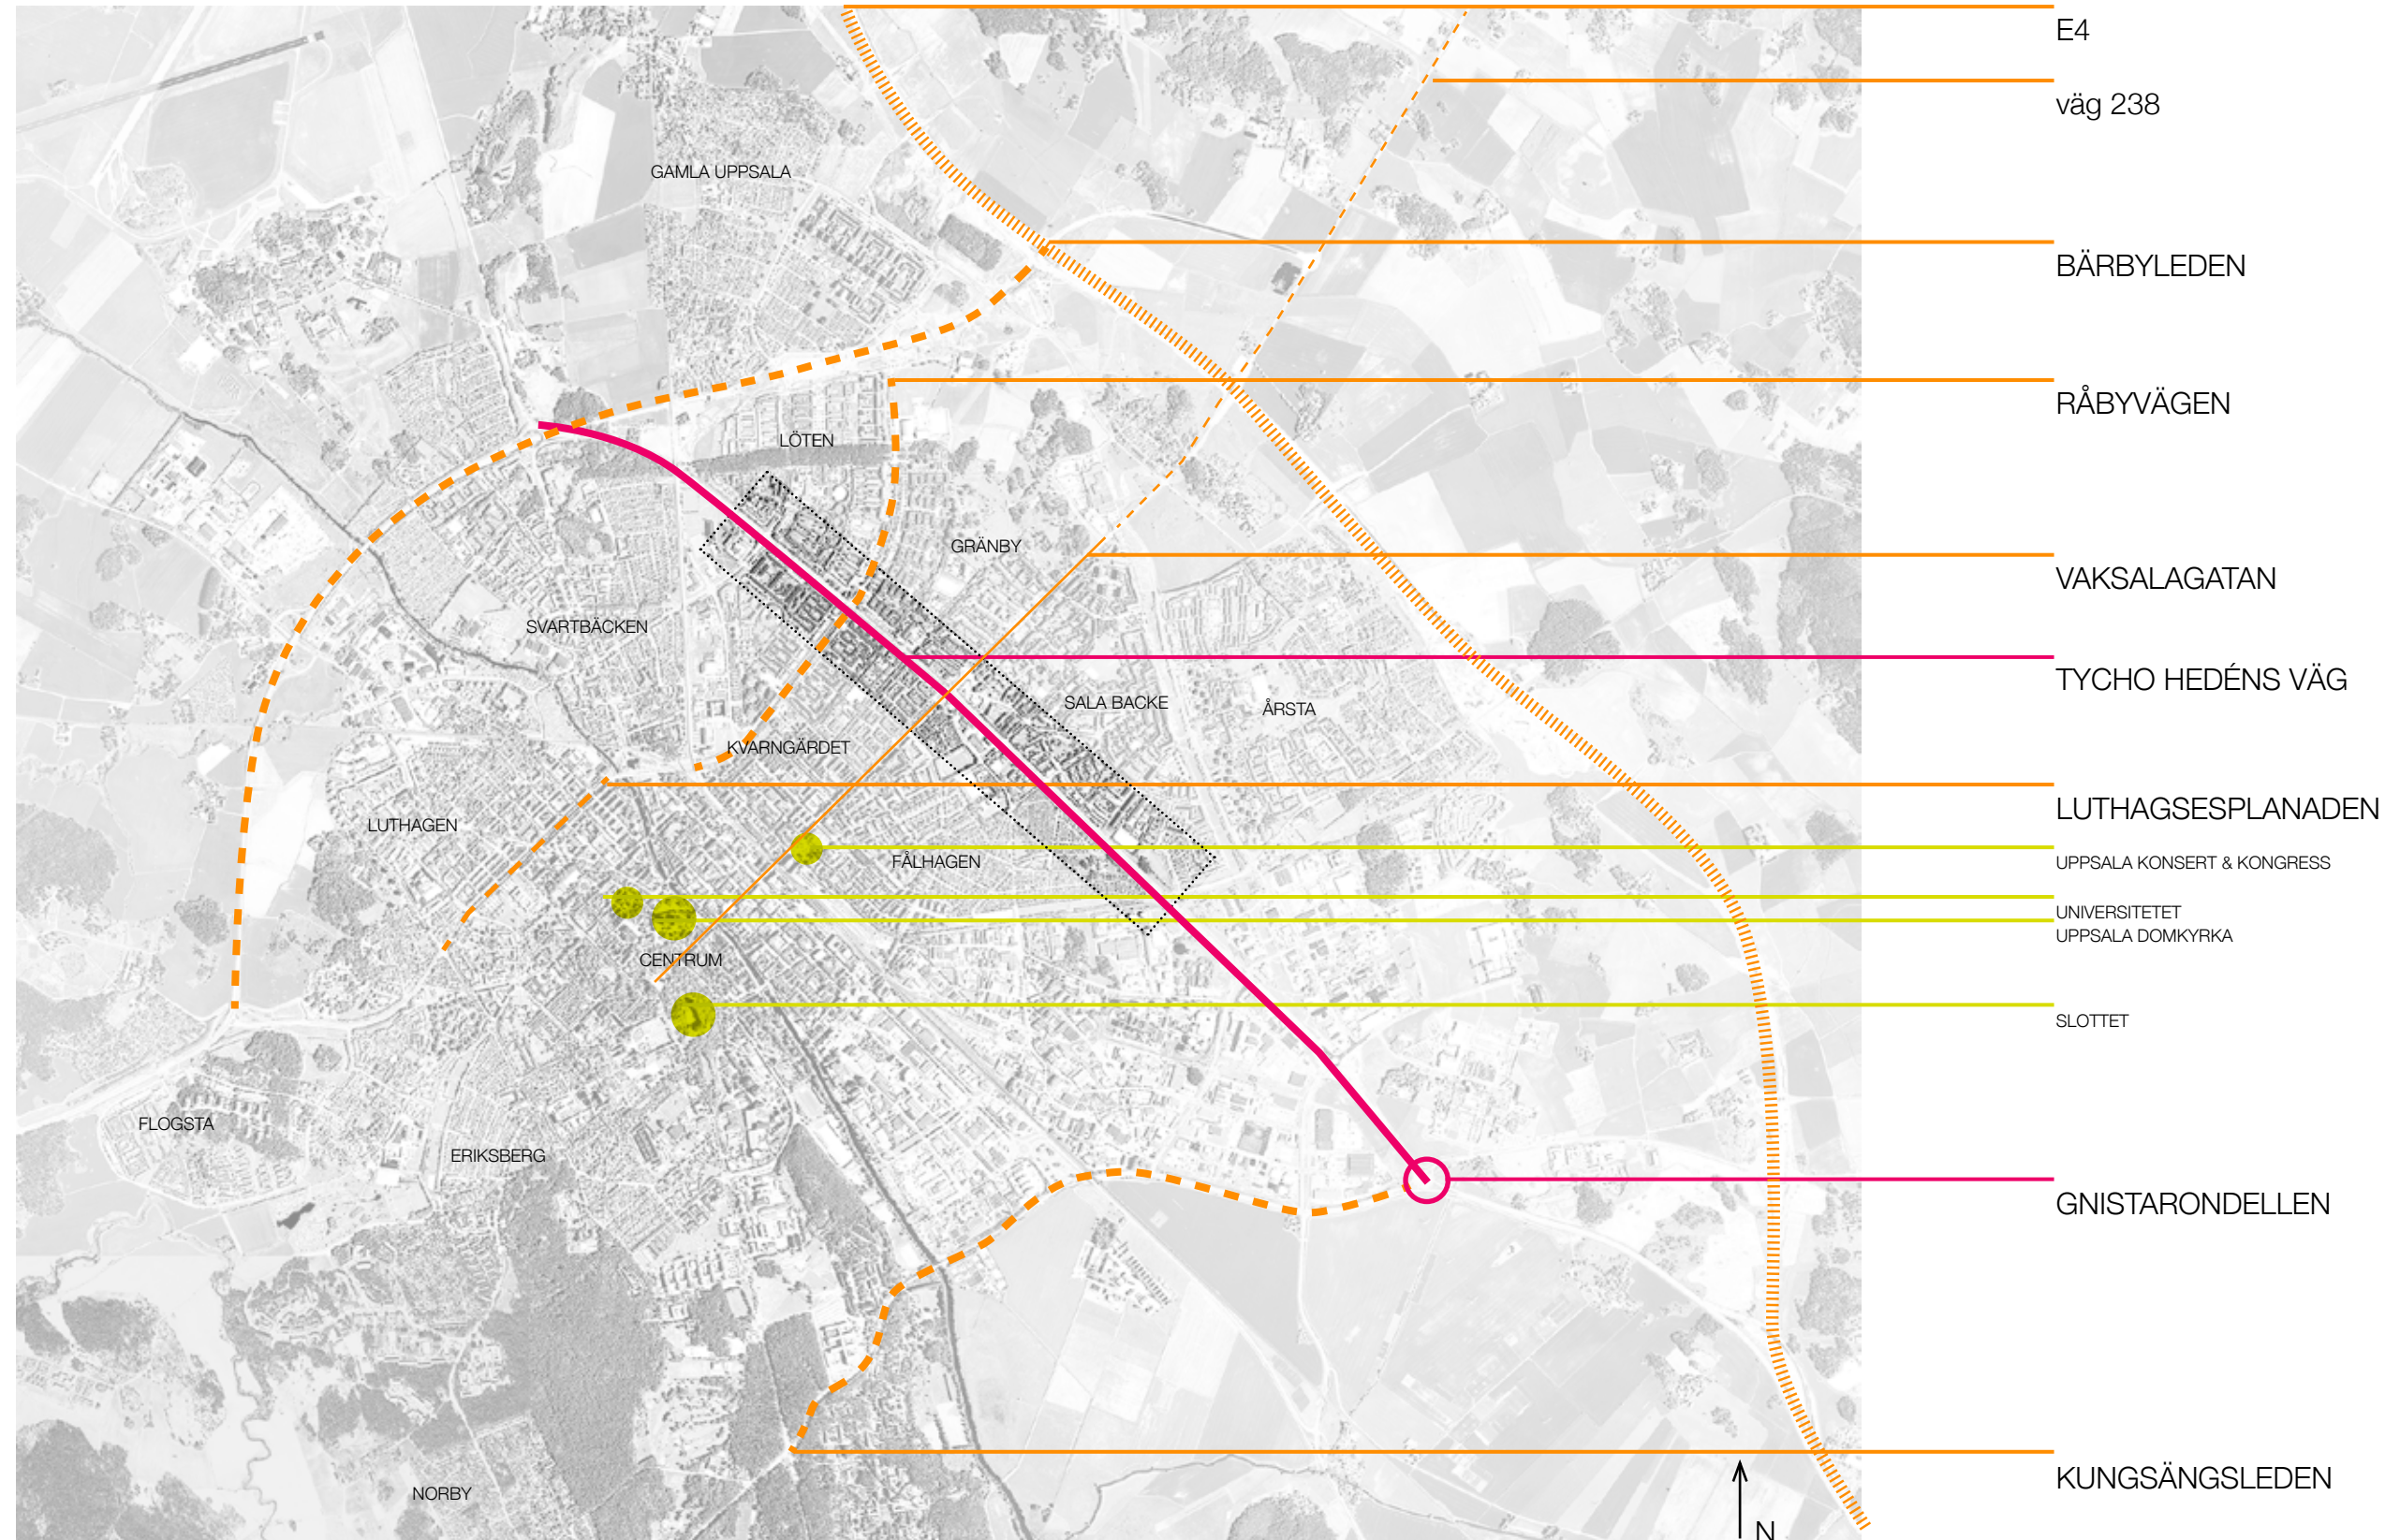 E4
väg 238
GAMLA UPPSALA
BÄRBYLEDEN
RÅBYVÄGEN
LÖTEN
GRÄNBY
VAKSALAGATAN
SVARTBÄCKEN
TYCHO HEDÉNS VÄG
SALA BACKE
ÅRSTA
KVARNGÄRDET
LUTHAGSESPLANADEN
LUTHAGEN
FÅLHAGEN
UPPSALA KONSERT & KONGRESS
UNIVERSITETET
UPPSALA DOMKYRKA
CENTRUM
SLOTTET
FLOGSTA
ERIKSBERG
GNISTARONDELLEN
KUNGSÄNGSLEDEN
NORBY
N